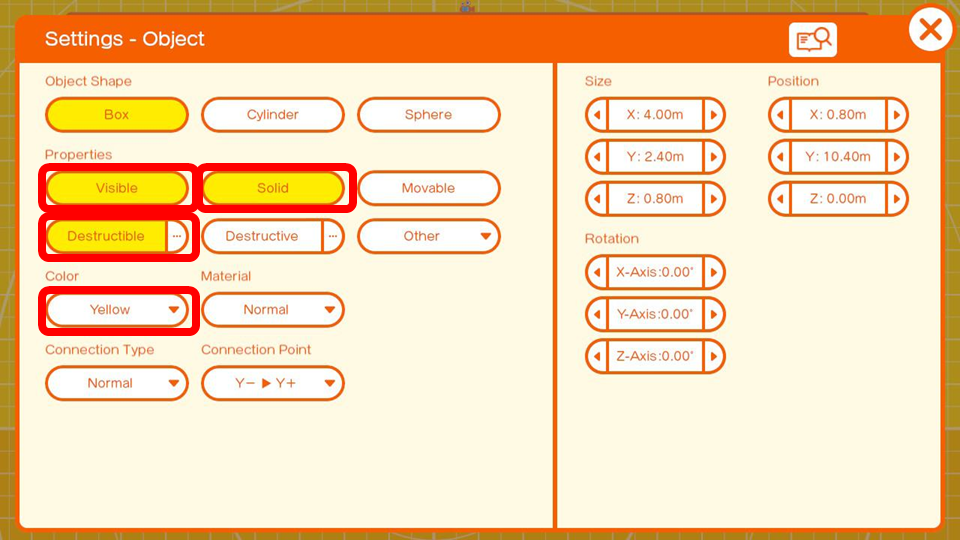 Settings - Object
Object Shape
Box
Cylinder
Sphere
Properties
Visible
Solid
Movable
Destructible ...
Destructive ...
Other
Color
Material
Yellow
Normal
Connection Type
Connection Point
Normal
Y− ▶ Y+
Size
Position
X: 4.00m
X: 0.80m
Y: 2.40m
Y: 10.40m
Z: 0.80m
Z: 0.00m
Rotation
X-Axis:0.00°
Y-Axis:0.00°
Z-Axis:0.00°